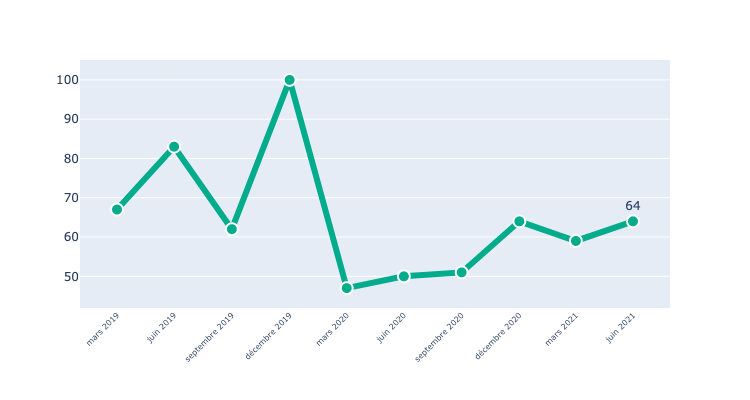 100
90
80
70
60
50
64
mars 2019
juin 2019
septembre 2019
décembre 2019
mars 2020
juin 2020
septembre 2020
décembre 2020
mars 2021
juin 2021